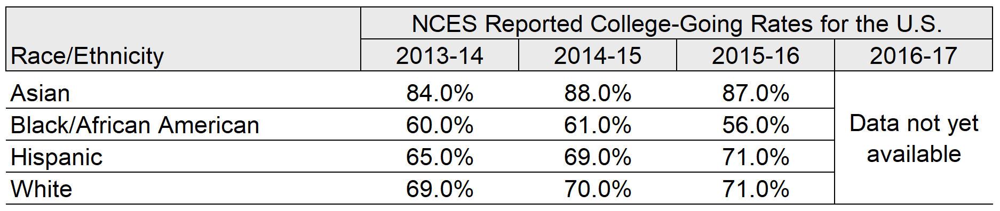 NCES Reported College-Going Rates for the U.S.
Race/Ethnicity 2013-14 2014-15 2015-16 2016-17
Asian 84.0% 88.0% 87.0%
Black/African American 60.0% 61.0% 56.0%
Data not yet
Hispanic 65.0% 69.0% 71.0%
available
White 69.0% 70.0% 71.0%